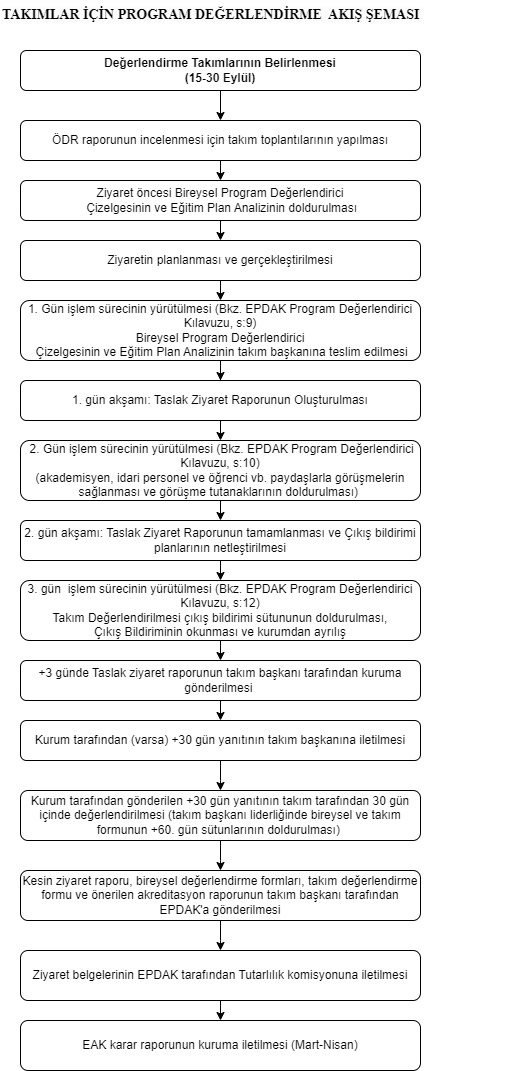 TAKIMLAR İÇİN PROGRAM DEĞERLENDİRME AKIŞ ŞEMASI
Değerlendirme Takımlarının Belirlenmesi
(15-30 Eylül)
ÖDR raporunun incelenmesi için takım toplantılarının yapılması
Ziyaret öncesi Bireysel Program Değerlendirici
Çizelgesinin ve Eğitim Plan Analizinin doldurulması
Ziyaretin planlanması ve gerçekleştirilmesi
1. Gün işlem sürecinin yürütülmesi (Bkz. EPDAK Program Değerlendirici
Kılavuzu, s:9)
Bireysel Program Değerlendirici
Çizelgesinin ve Eğitim Plan Analizinin takım başkanına teslim edilmesi
1. gün akşamı: Taslak Ziyaret Raporunun Oluşturulması
2. Gün işlem sürecinin yürütülmesi (Bkz. EPDAK Program Değerlendirici
Kılavuzu, s:10)
(akademisyen, idari personel ve öğrenci vb. paydaşlarla görüşmelerin
sağlanması ve görüşme tutanaklarının doldurulması)
2. gün akşamı: Taslak Ziyaret Raporunun tamamlanması ve Çıkış bildirimi
planlarının netleştirilmesi
3. gün işlem sürecinin yürütülmesi (Bkz. EPDAK Program Değerlendirici
Kılavuzu, s:12)
Takım Değerlendirilmesi çıkış bildirimi sütununun doldurulması,
Çıkış Bildiriminin okunması ve kurumdan ayrılış
+3 günde Taslak ziyaret raporunun takım başkanı tarafından kuruma
gönderilmesi
Kurum tarafından (varsa) +30 gün yanıtının takım başkanına iletilmesi
Kurum tarafından gönderilen +30 gün yanıtının takım tarafından 30 gün
içinde değerlendirilmesi (takım başkanı liderliğinde bireysel ve takım
formunun +60. gün sütunlarının doldurulması)
Kesin ziyaret raporu, bireysel değerlendirme formları, takım değerlendirme
formu ve önerilen akreditasyon raporunun takım başkanı tarafından
EPDAK'a gönderilmesi
Ziyaret belgelerinin EPDAK tarafından Tutarlılık komisyonuna iletilmesi
EAK karar raporunun kuruma iletilmesi (Mart-Nisan)